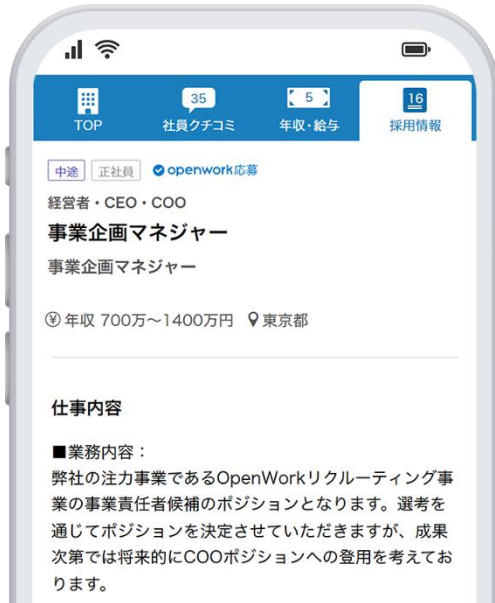 35
5
16
TOP
社員クチコミ
年収・給与
採用情報
中途 正社員 openwork応募
経営者・CEO・COO
事業企画マネジャー
事業企画マネジャー
年収 700万〜1400万円 東京都
仕事内容
■業務内容：
弊社の注力事業であるOpenWorkリクルーティング事
業の事業責任者候補のポジションとなります。選考を
通じてポジションを決定させていただきますが、成果
次第では将来的にCOOポジションへの登用を考えてお
ります。